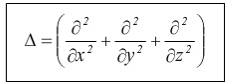 Δ = ( ∂²/∂x² + ∂²/∂y² + ∂²/∂z² )